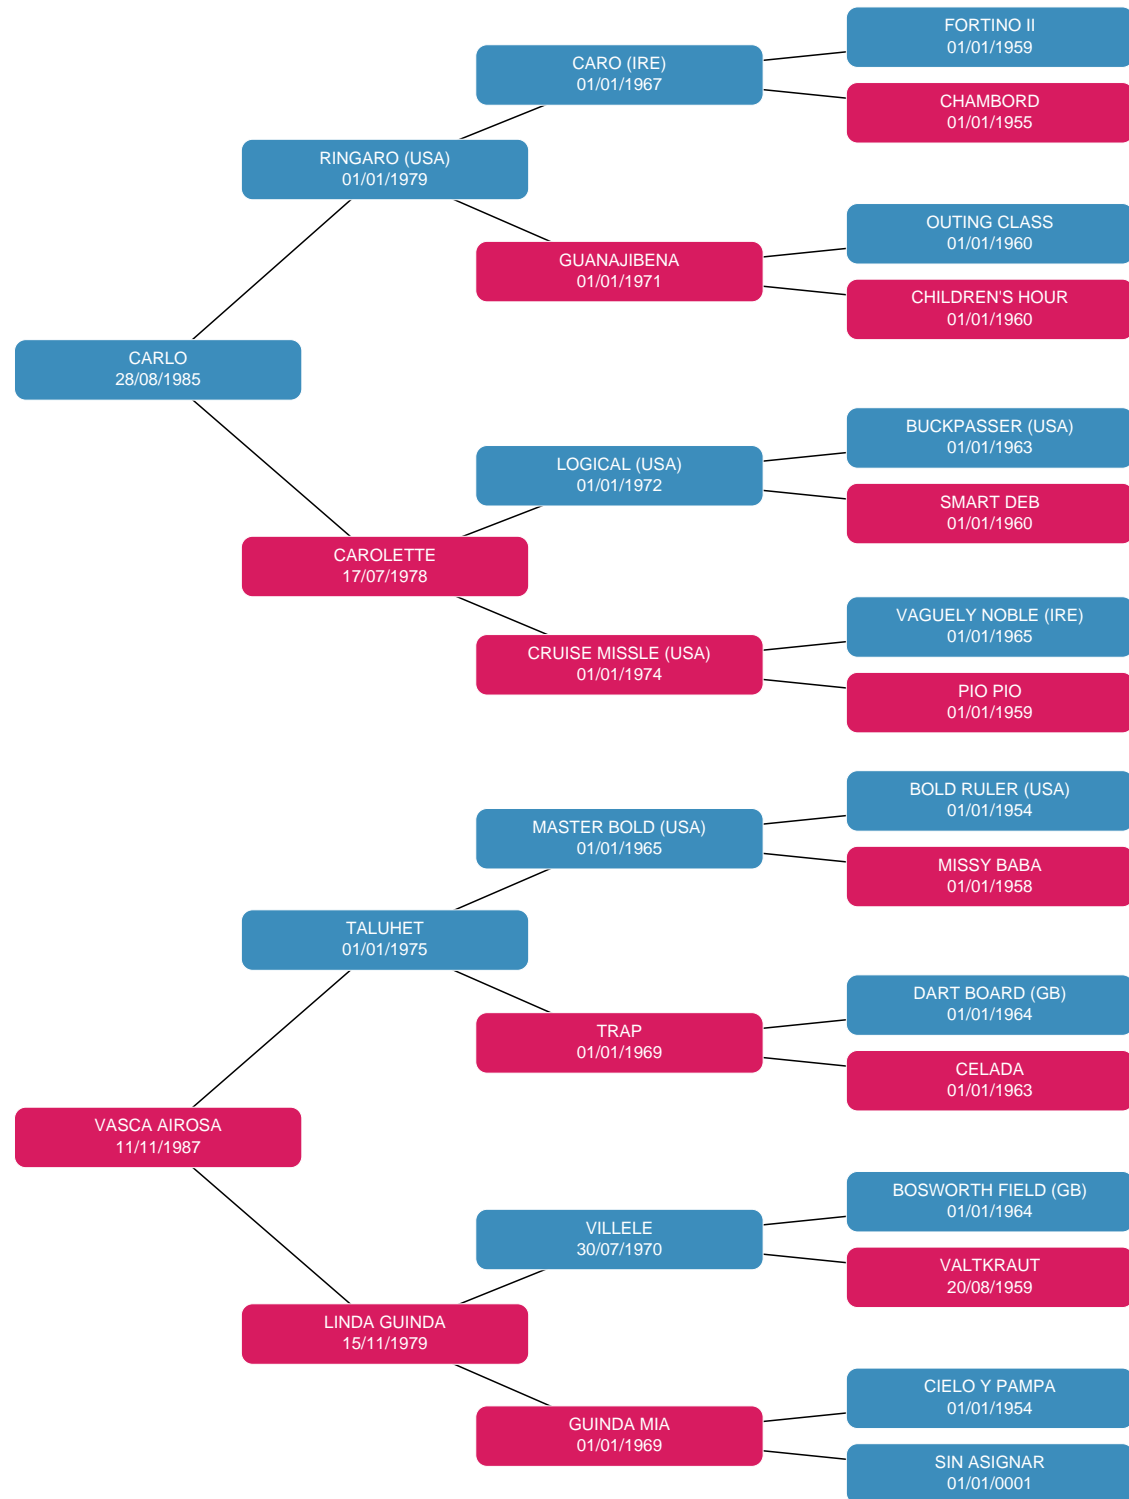 FORTINO II
01/01/1959
CARO (IRE)
01/01/1967
CHAMBORD
01/01/1955
RINGARO (USA)
01/01/1979
OUTING CLASS
01/01/1960
GUANAJIBENA
01/01/1971
CHILDREN'S HOUR
01/01/1960
CARLO
28/08/1985
BUCKPASSER (USA)
01/01/1963
LOGICAL (USA)
01/01/1972
SMART DEB
01/01/1960
CAROLETTE
17/07/1978
VAGUELY NOBLE (IRE)
01/01/1965
CRUISE MISSLE (USA)
01/01/1974
PIO PIO
01/01/1959
BOLD RULER (USA)
01/01/1954
MASTER BOLD (USA)
01/01/1965
MISSY BABA
01/01/1958
TALUHET
01/01/1975
DART BOARD (GB)
01/01/1964
TRAP
01/01/1969
CELADA
01/01/1963
VASCA AIROSA
11/11/1987
BOSWORTH FIELD (GB)
01/01/1964
VILLELE
30/07/1970
VALTKRAUT
20/08/1959
LINDA GUINDA
15/11/1979
CIELO Y PAMPA
01/01/1954
GUINDA MIA
01/01/1969
SIN ASIGNAR
01/01/0001